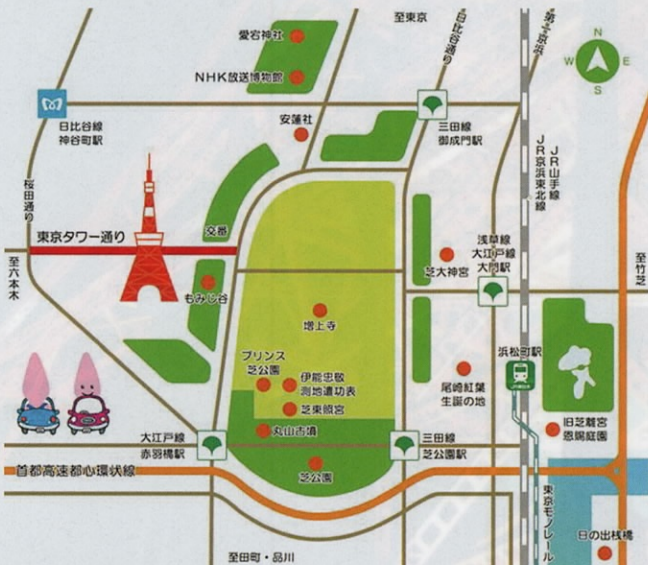 至東京
日比谷通り
第一京浜
愛宕神社
NHK放送博物館
N
W
E
S
日比谷線
神谷町駅
安蓮社
三田線
御成門駅
JR京浜東北線
JR山手線
桜田通り
東京タワー通り
交番
至六本木
もみじ谷
芝大神宮
浅草線
大江戸線
大門駅
至竹芝
増上寺
プリンス
芝公園
伊能忠敬
測地遺功表
芝東照宮
丸山古墳
尾崎紅葉
生誕の地
浜松町駅
旧芝離宮
恩賜庭園
大江戸線
赤羽橋駅
三田線
芝公園駅
首都高速都心環状線
芝公園
東京モノレール
日の出桟橋
至田町・品川